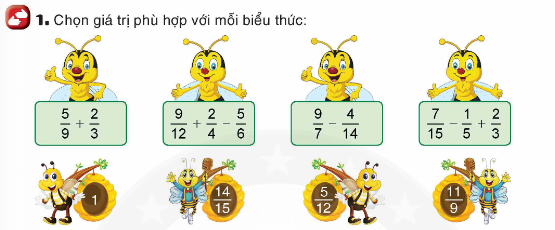 1. Chọn giá trị phù hợp với mỗi biểu thức:
5/9 + 2/3
9/12 + 2/4 − 5/6
9/7 − 4/14
7/15 − 1/5 + 2/3
1
14/15
5/12
11/9